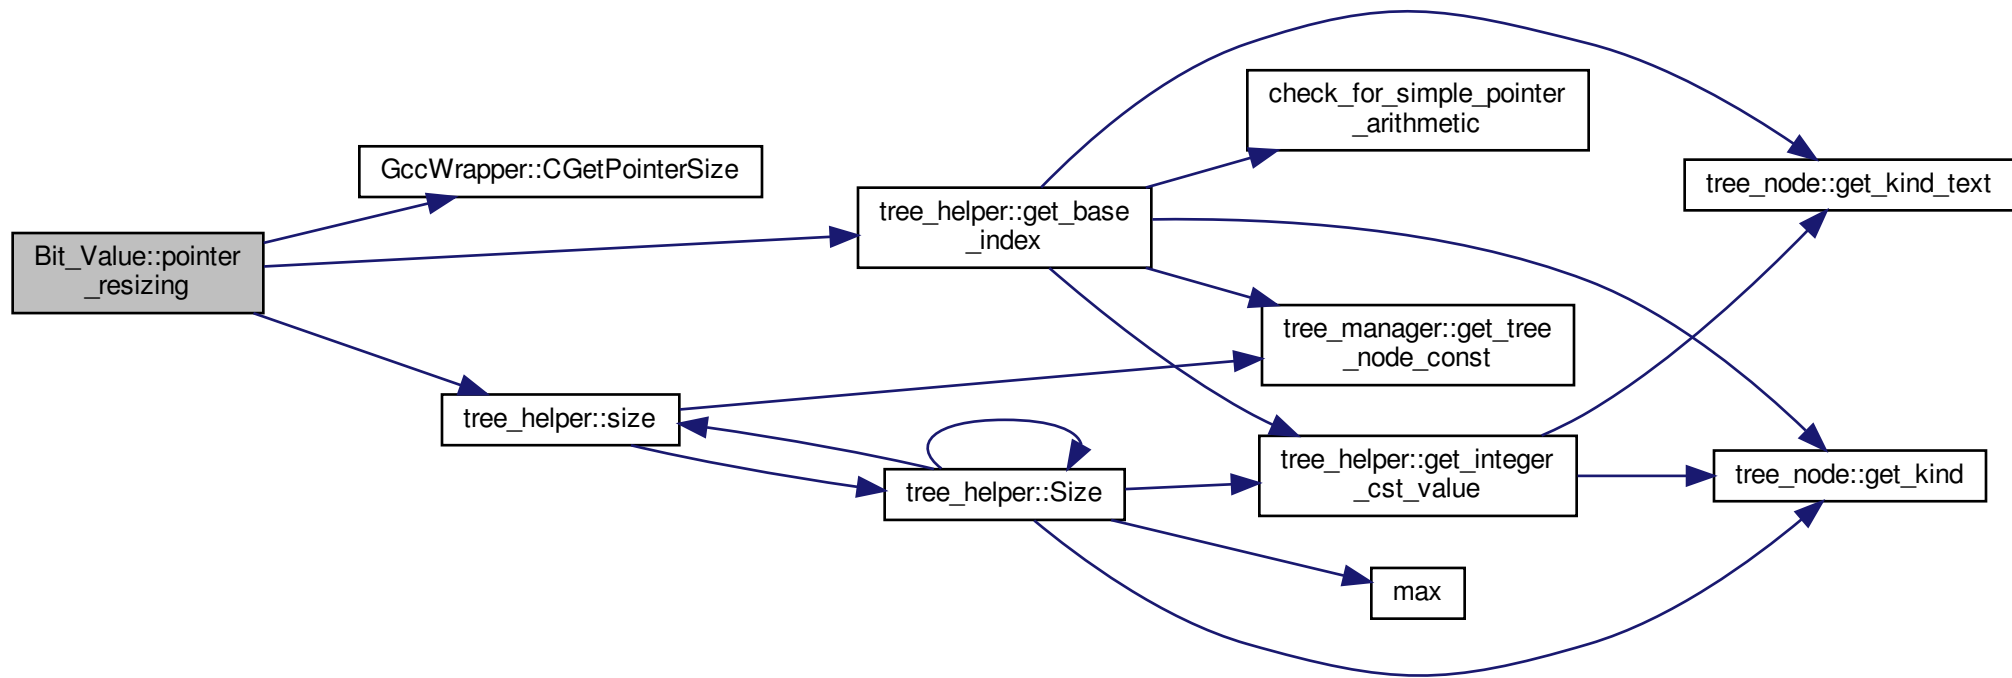 Bit_Value::pointer
_resizing
GccWrapper::CGetPointerSize
tree_helper::get_base
_index
check_for_simple_pointer
_arithmetic
tree_node::get_kind_text
tree_manager::get_tree
_node_const
tree_helper::size
tree_helper::Size
tree_helper::get_integer
_cst_value
tree_node::get_kind
max